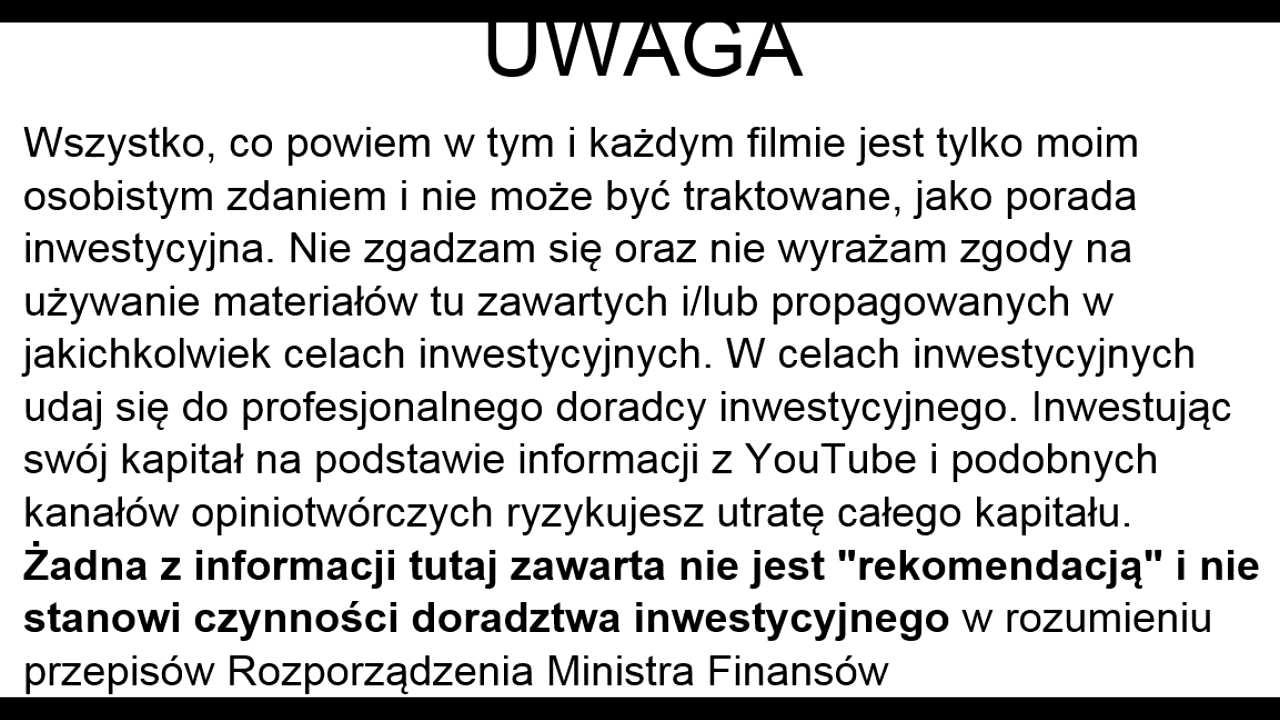 UWAGA
Wszystko, co powiem w tym i każdym filmie jest tylko moim
osobistym zdaniem i nie może być traktowane, jako porada
inwestycyjna. Nie zgadzam się oraz nie wyrażam zgody na
używanie materiałów tu zawartych i/lub propagowanych w
jakichkolwiek celach inwestycyjnych. W celach inwestycyjnych
udaj się do profesjonalnego doradcy inwestycyjnego. Inwestując
swój kapitał na podstawie informacji z YouTube i podobnych
kanałów opiniotwórczych ryzykujesz utratę całego kapitału.
Żadna z informacji tutaj zawarta nie jest "rekomendacją" i nie
stanowi czynności doradztwa inwestycyjnego w rozumieniu
przepisów Rozporządzenia Ministra Finansów